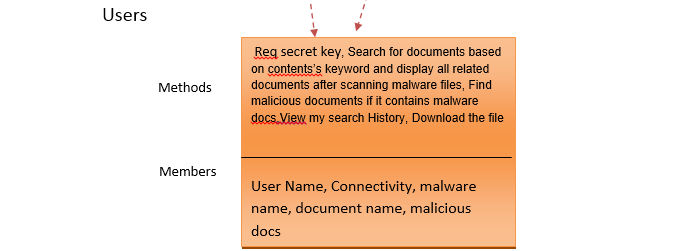 Users
Req secret key, Search for documents based
on contents's keyword and display all related
Methods
documents after scanning malware files, Find
malicious documents if it contains malware
docs,View my search History, Download the file
Members
User Name, Connectivity, malware
name, document name, malicious
docs